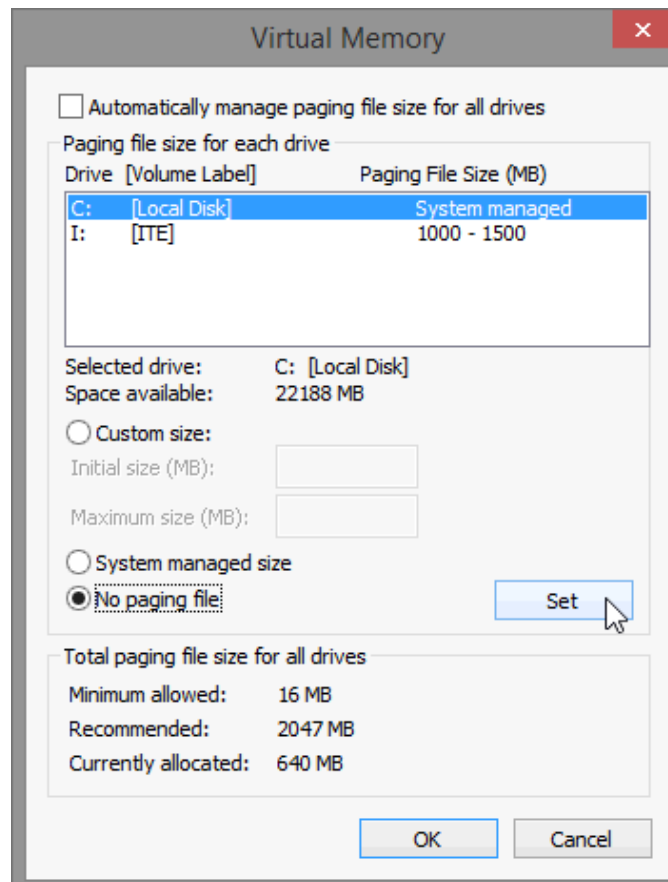 Virtual Memory
Automatically manage paging file size for all drives
Paging file size for each drive
Drive [Volume Label] Paging File Size (MB)
C: [Local Disk] System managed
I: [ITE] 1000 - 1500
Selected drive: C: [Local Disk]
Space available: 22188 MB
Custom size:
Initial size (MB):
Maximum size (MB):
System managed size
No paging file
Set
Total paging file size for all drives
Minimum allowed: 16 MB
Recommended: 2047 MB
Currently allocated: 640 MB
OK Cancel